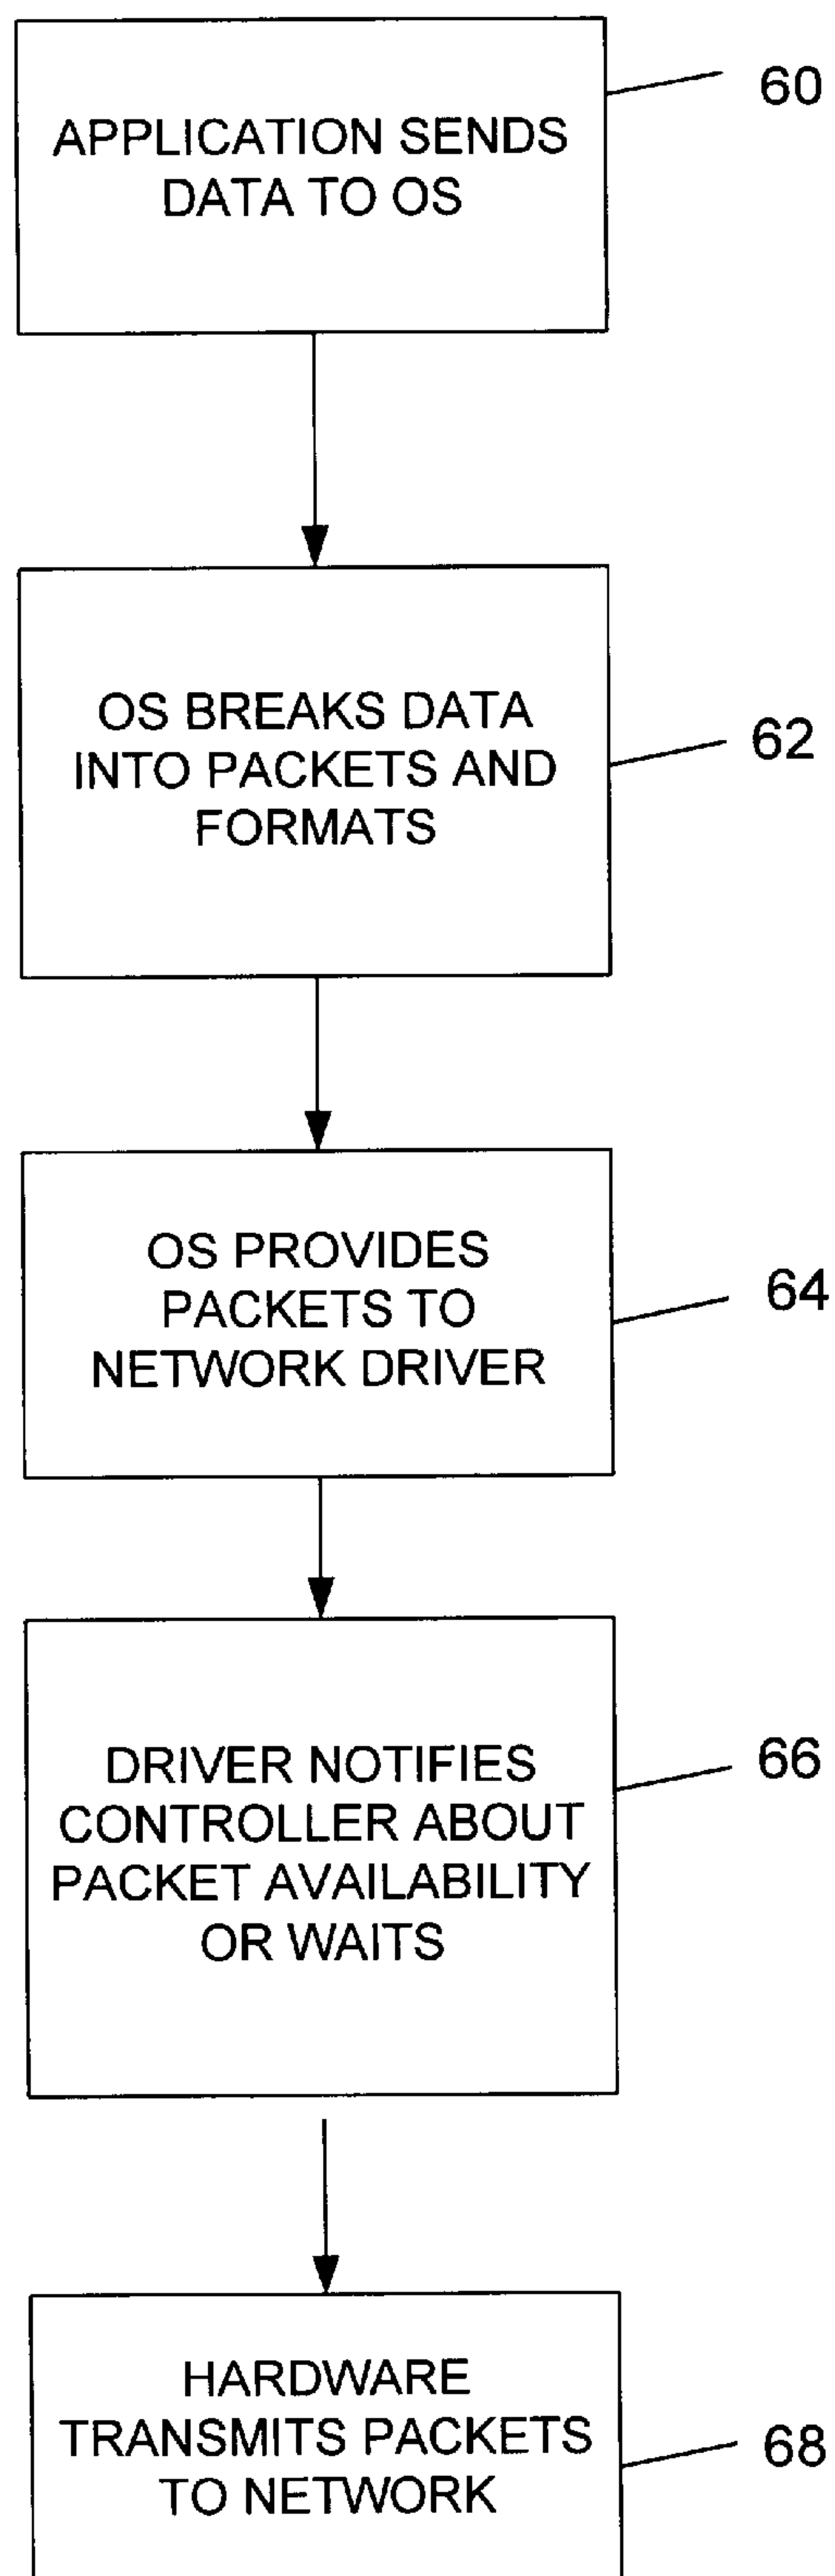 APPLICATION SENDS
DATA TO OS
60
OS BREAKS DATA
INTO PACKETS AND
FORMATS
62
OS PROVIDES
PACKETS TO
NETWORK DRIVER
64
DRIVER NOTIFIES
CONTROLLER ABOUT
PACKET AVAILABILITY
OR WAITS
66
HARDWARE
TRANSMITS PACKETS
TO NETWORK
68